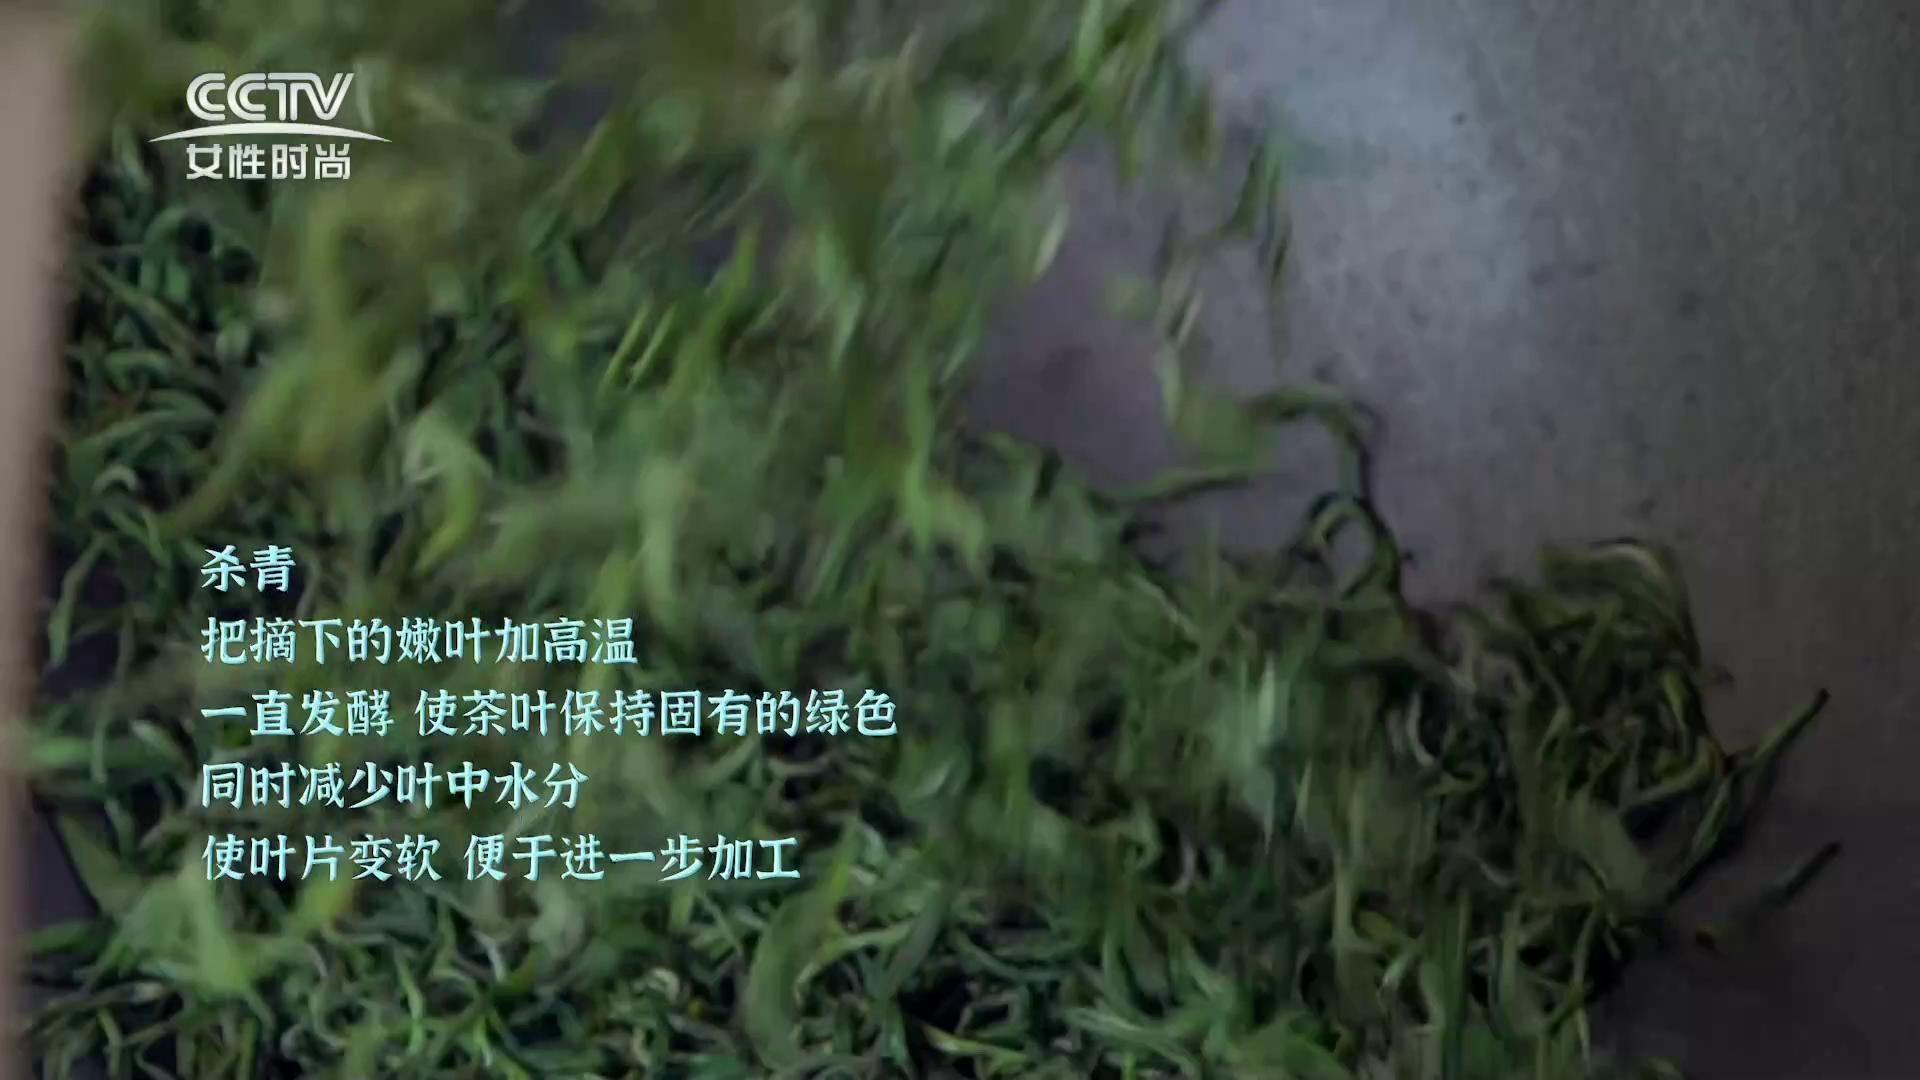 CCTV
女性时尚
杀青
把摘下的嫩叶加高温
一直发酵 使茶叶保持固有的绿色
同时减少叶中水分
使叶片变软 便于进一步加工